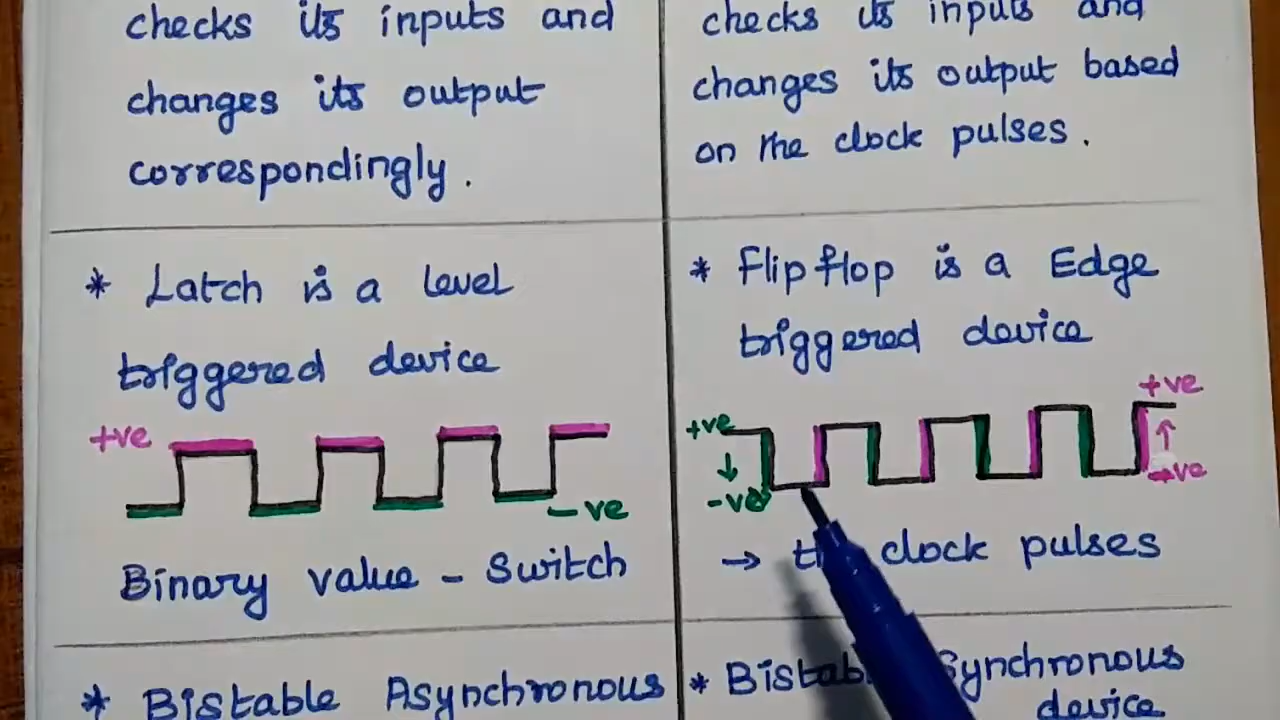 checks its inputs and
changes its output
correspondingly.
* Latch is a level
triggered device
+ve
-ve
Binary value - Switch
* Bistable Asynchronous
checks its inputs and
changes its output based
on the clock pulses.
* Flipflop is a Edge
triggered device
+ve
+ve
↓
↑
-ve
-ve
→ clock pulses
* Synchronous
device